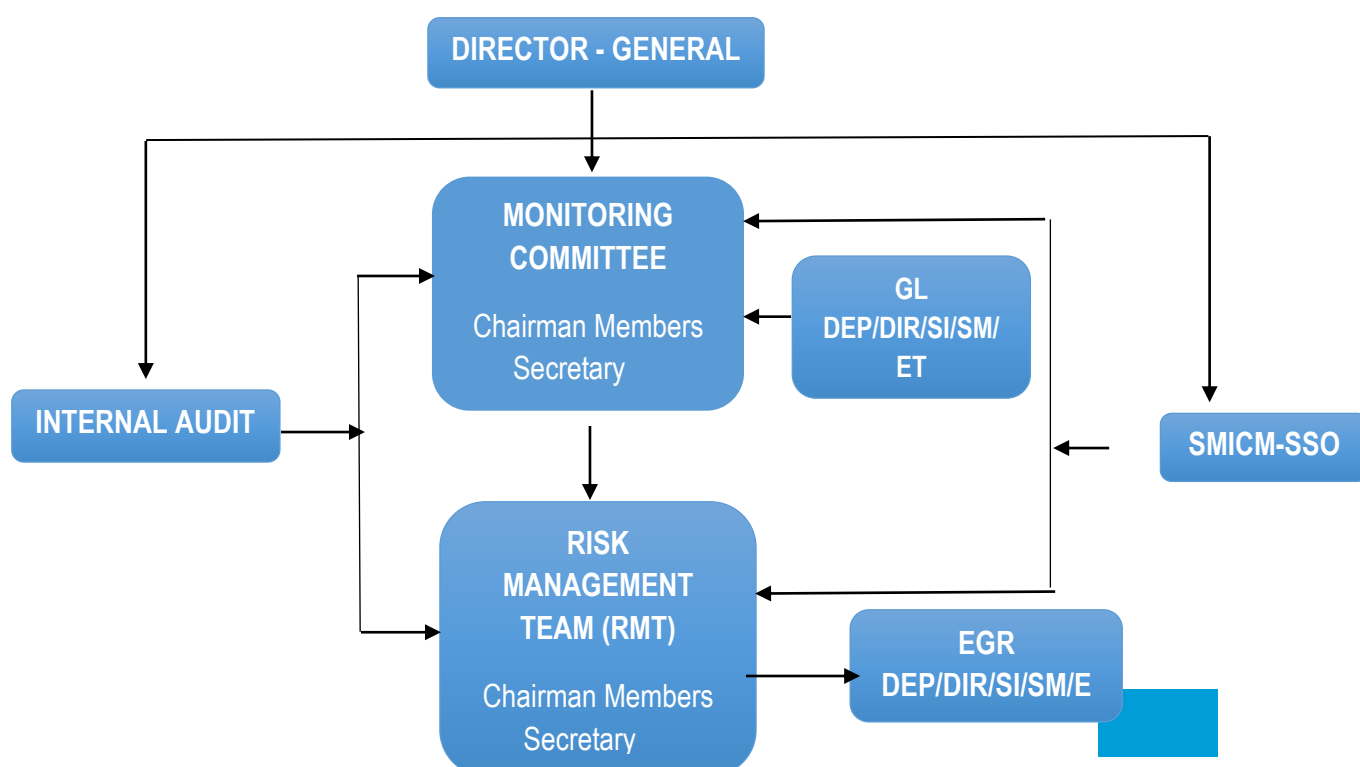 DIRECTOR - GENERAL
MONITORING
COMMITTEE
Chairman Members
Secretary
GL
DEP/DIR/SI/SM/
ET
INTERNAL AUDIT
SMICM-SSO
RISK
MANAGEMENT
TEAM (RMT)
Chairman Members
Secretary
EGR
DEP/DIR/SI/SM/E